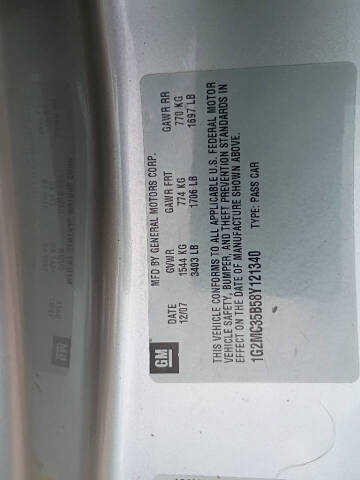 GM
MFD BY GENERAL MOTORS CORP.
DATE GVWR GAWR FRT GAWR RR
12/07 1544 KG 774 KG 770 KG
3403 LB 1706 LB 1697 LB
THIS VEHICLE CONFORMS TO ALL APPLICABLE U.S. FEDERAL MOTOR
VEHICLE SAFETY, BUMPER, AND THEFT PREVENTION STANDARDS IN
EFFECT ON THE DATE OF MANUFACTURE SHOWN ABOVE.
1G2MC35B58Y121340 TYPE: PASS CAR